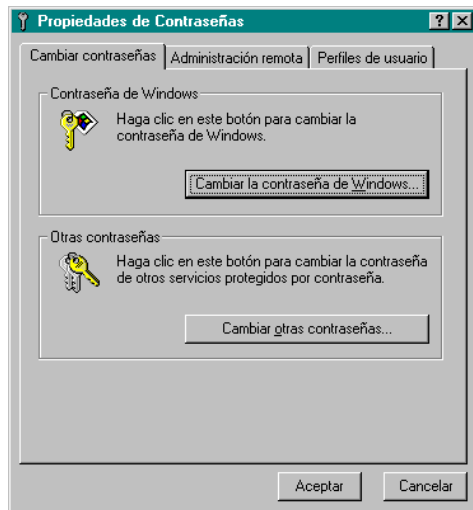 Propiedades de Contraseñas
Cambiar contraseñas Administración remota Perfiles de usuario
Contraseña de Windows
Haga clic en este botón para cambiar la
contraseña de Windows.
Cambiar la contraseña de Windows...
Otras contraseñas
Haga clic en este botón para cambiar la contraseña
de otros servicios protegidos por contraseña.
Cambiar otras contraseñas...
Aceptar Cancelar